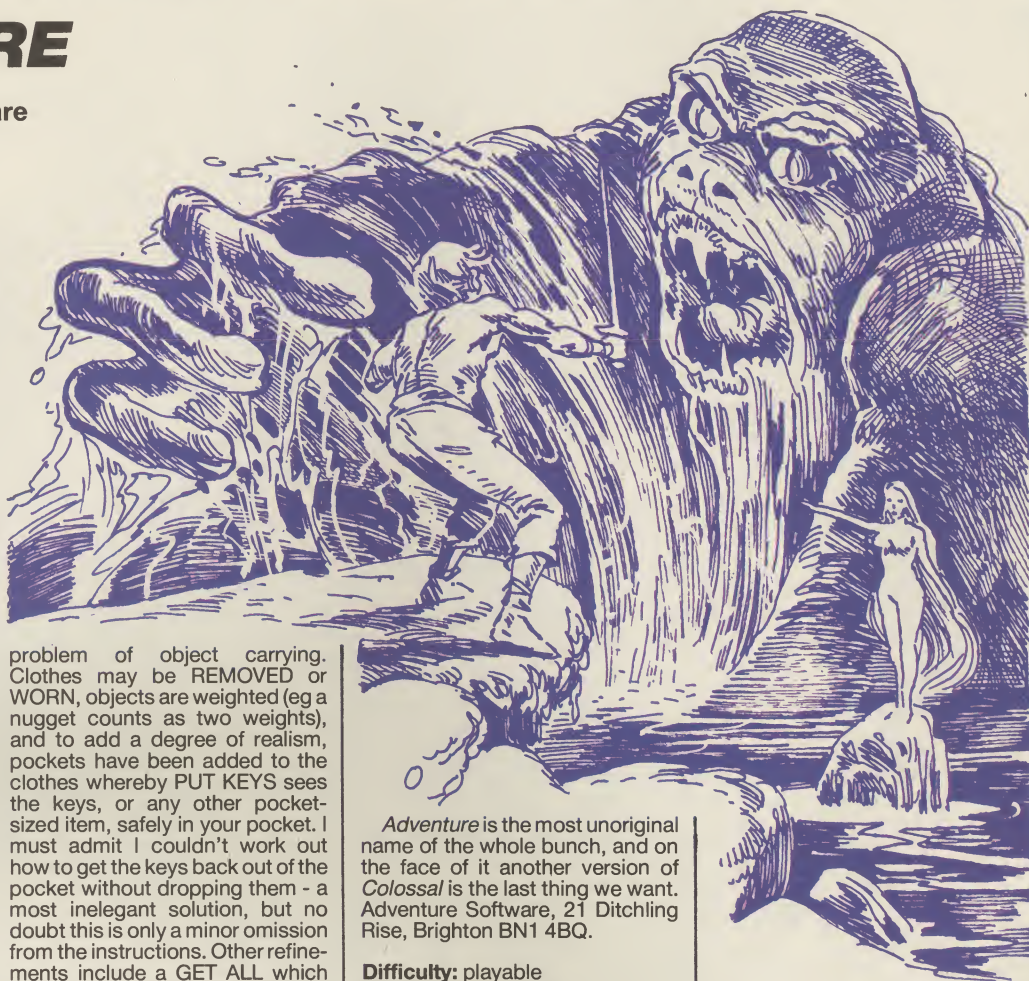 RE
are
problem of object carrying.
Clothes may be REMOVED or
WORN, objects are weighted (eg a
nugget counts as two weights),
and to add a degree of realism,
pockets have been added to the
clothes whereby PUT KEYS sees
the keys, or any other pocket-
sized item, safely in your pocket. I
must admit I couldn't work out
how to get the keys back out of the
pocket without dropping them - a
most inelegant solution, but no
doubt this is only a minor omission
from the instructions. Other refine-
ments include a GET ALL which
Adventure is the most unoriginal
name of the whole bunch, and on
the face of it another version of
Colossal is the last thing we want.
Adventure Software, 21 Ditchling
Rise, Brighton BN1 4BQ.
Difficulty: playable